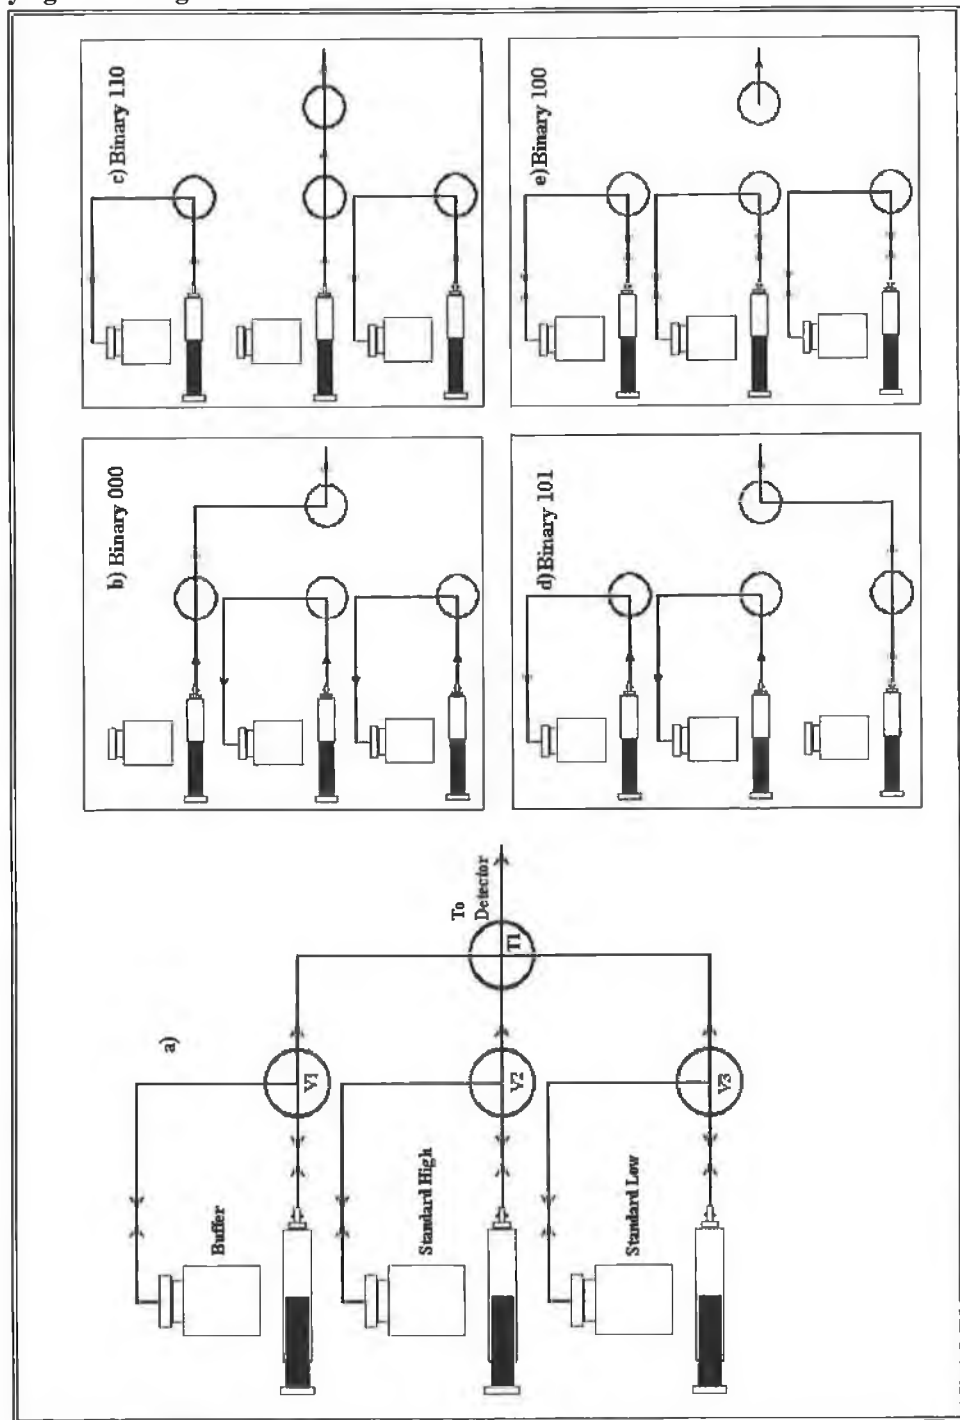 a)
To
Detector
T1
V1
V2
V3
Buffer
Standard High
Standard Low
b) Binary 000
c) Binary 110
d) Binary 101
e) Binary 100